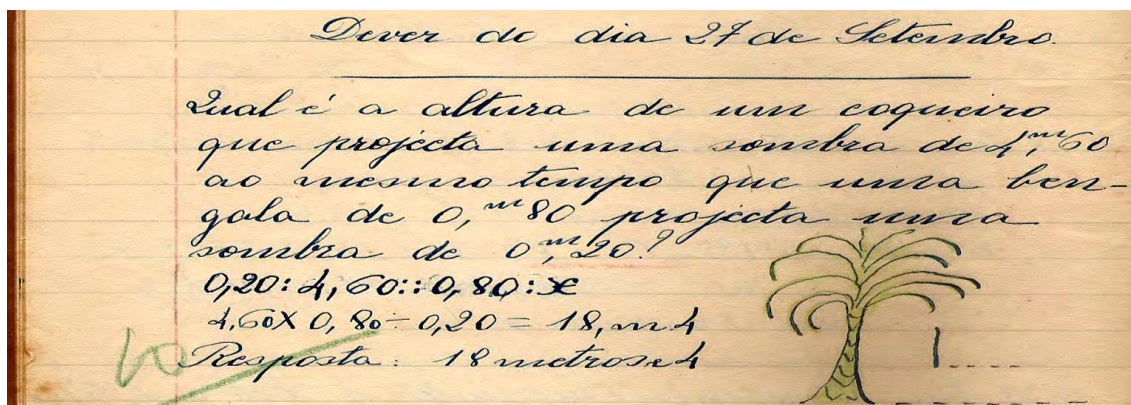 Dever do dia 27 de Setembro.
Qual é a altura de um coqueiro
que projecta uma sombra de 4,ᵐ60
ao mesmo tempo que uma ben-
gala de 0,ᵐ80 projecta uma
sombra de 0ᵐ,20?
0,20:4,60::0,80:x
4,60X0,80÷0,20=18,m4
Resposta: 18 metros e 4